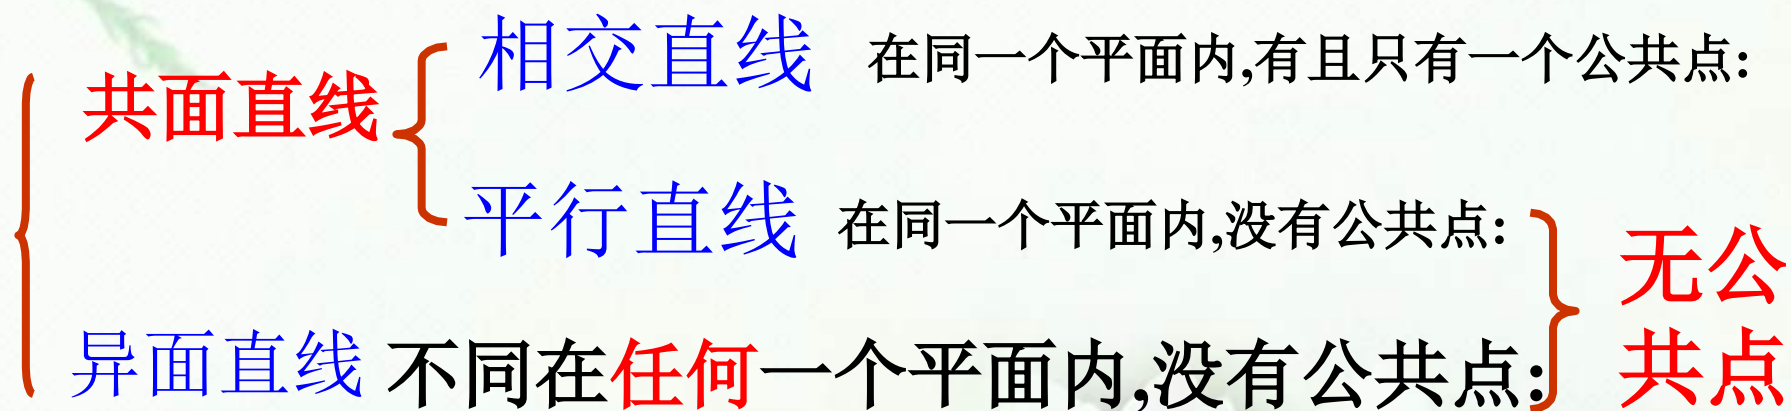 相交直线 在同一个平面内,有且只有一个公共点:
共面直线
平行直线 在同一个平面内,没有公共点:
无公
异面直线 不同在任何一个平面内,没有公共点:
共点